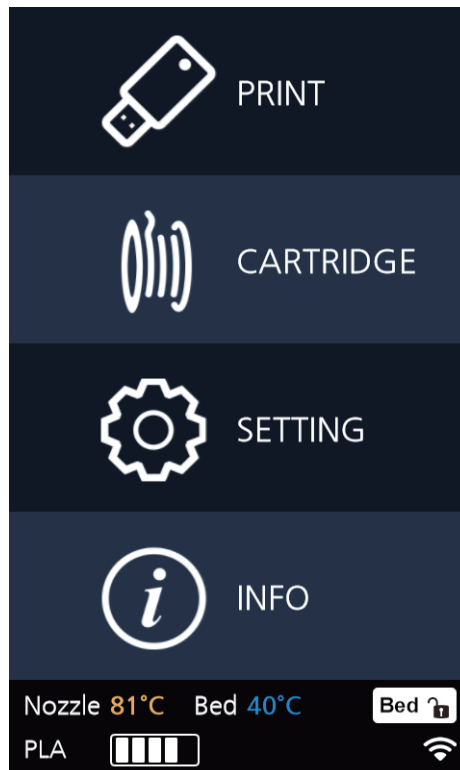 PRINT
CARTRIDGE
SETTING
INFO
Nozzle 81°C Bed 40°C Bed
PLA